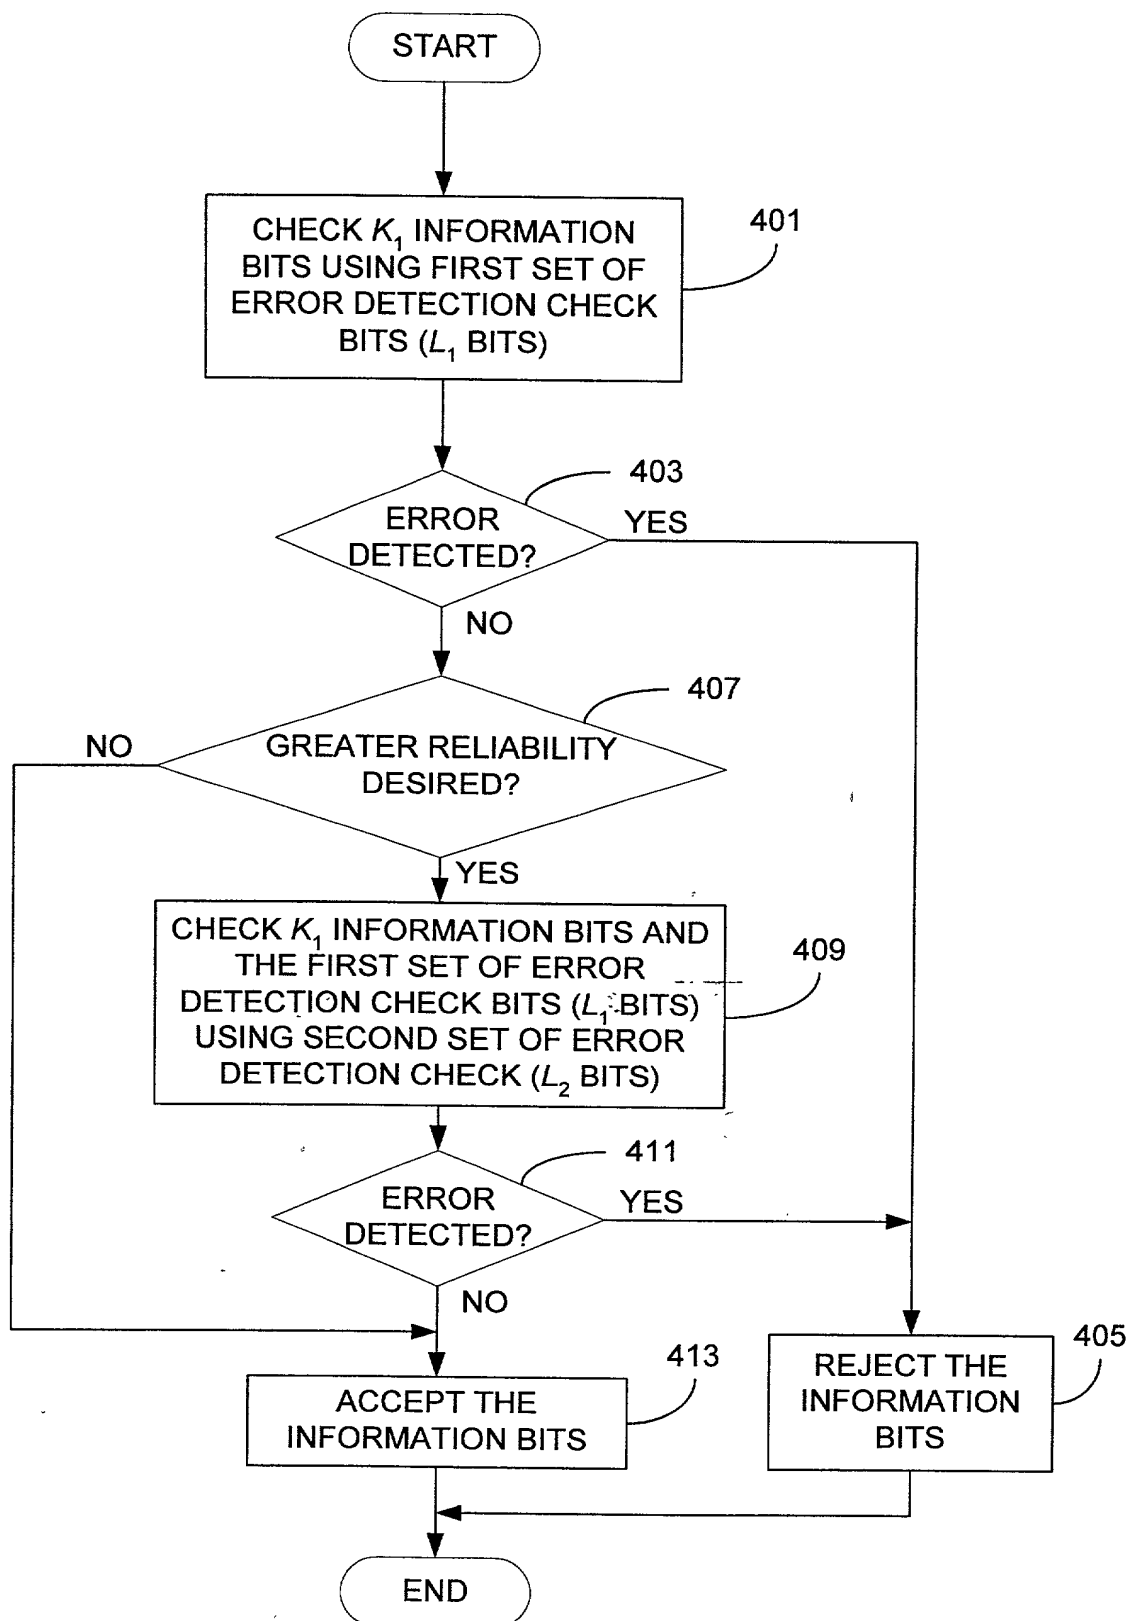 START
CHECK K₁ INFORMATION
BITS USING FIRST SET OF
ERROR DETECTION CHECK
BITS (L₁ BITS)
401
403
ERROR
DETECTED?
YES
NO
407
GREATER RELIABILITY
DESIRED?
NO
YES
CHECK K₁ INFORMATION BITS AND
THE FIRST SET OF ERROR
DETECTION CHECK BITS (L₁ BITS)
USING SECOND SET OF ERROR
DETECTION CHECK (L₂ BITS)
409
411
ERROR
DETECTED?
YES
NO
413
ACCEPT THE
INFORMATION BITS
405
REJECT THE
INFORMATION
BITS
END